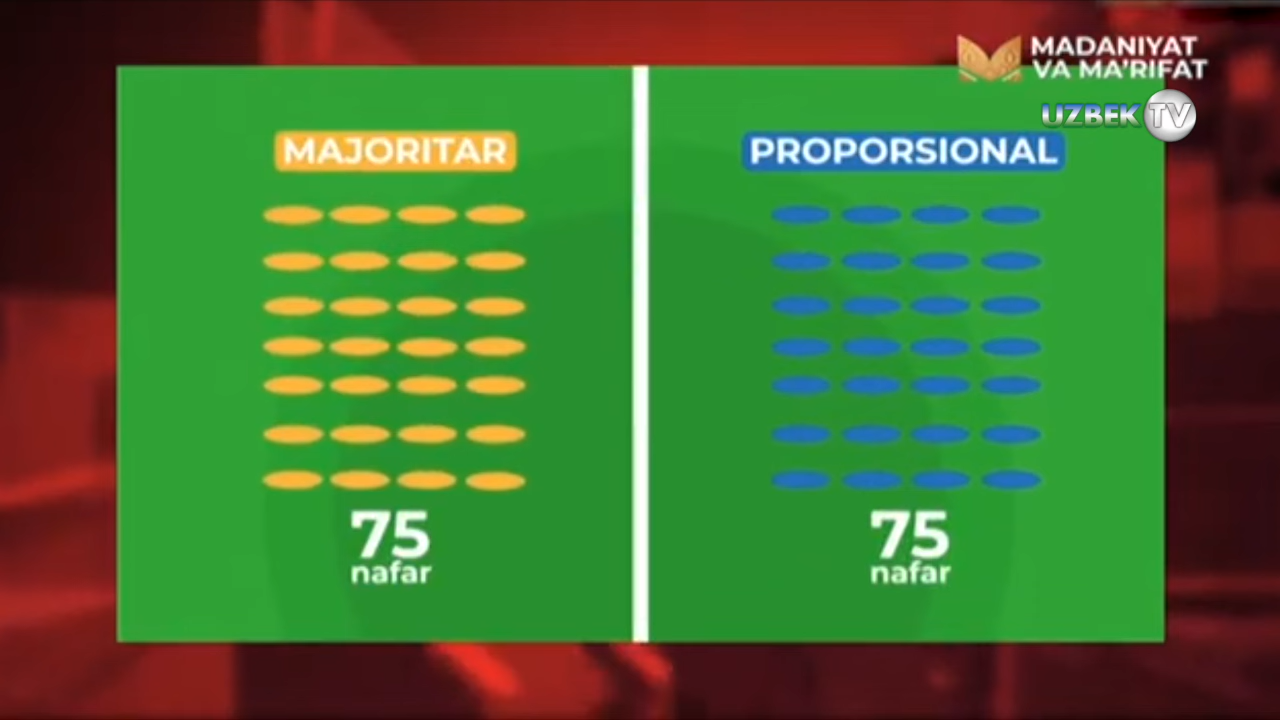 MADANIYAT
VA MA'RIFAT
UZBEK TV
MAJORITAR
PROPORSIONAL
75
nafar
75
nafar